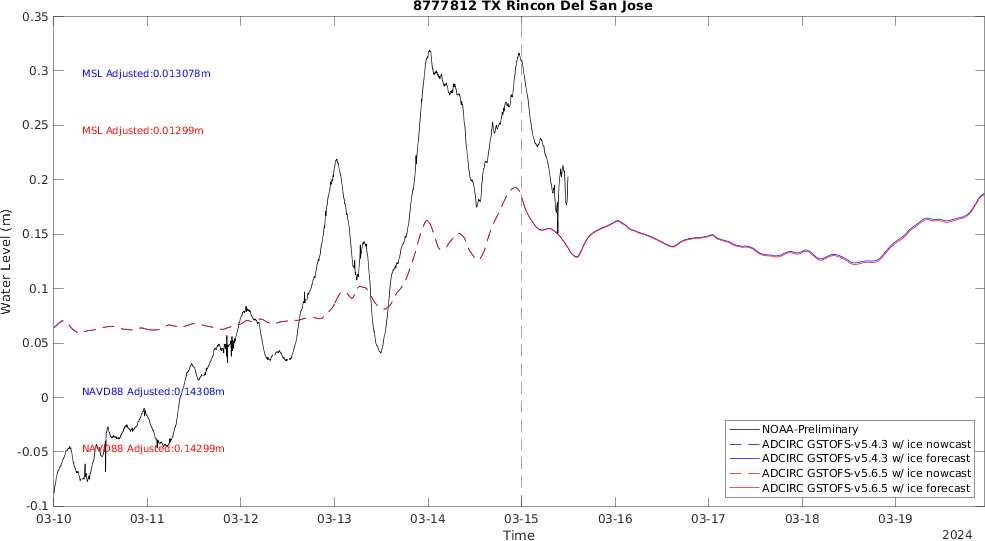 8777812 TX Rincon Del San Jose
0.35
0.3
0.25
0.2
0.15
0.1
0.05
0
-0.05
-0.1
Water Level (m)
MSL Adjusted:0.013078m
MSL Adjusted:0.01299m
NAVD88 Adjusted:0.14308m
NAVD88 Adjusted:0.14299m
NOAA-Preliminary
ADCIRC GSTOFS-v5.4.3 w/ ice nowcast
ADCIRC GSTOFS-v5.4.3 w/ ice forecast
ADCIRC GSTOFS-v5.6.5 w/ ice nowcast
ADCIRC GSTOFS-v5.6.5 w/ ice forecast
03-10 03-11 03-12 03-13 03-14 03-15 03-16 03-17 03-18 03-19
Time
2024